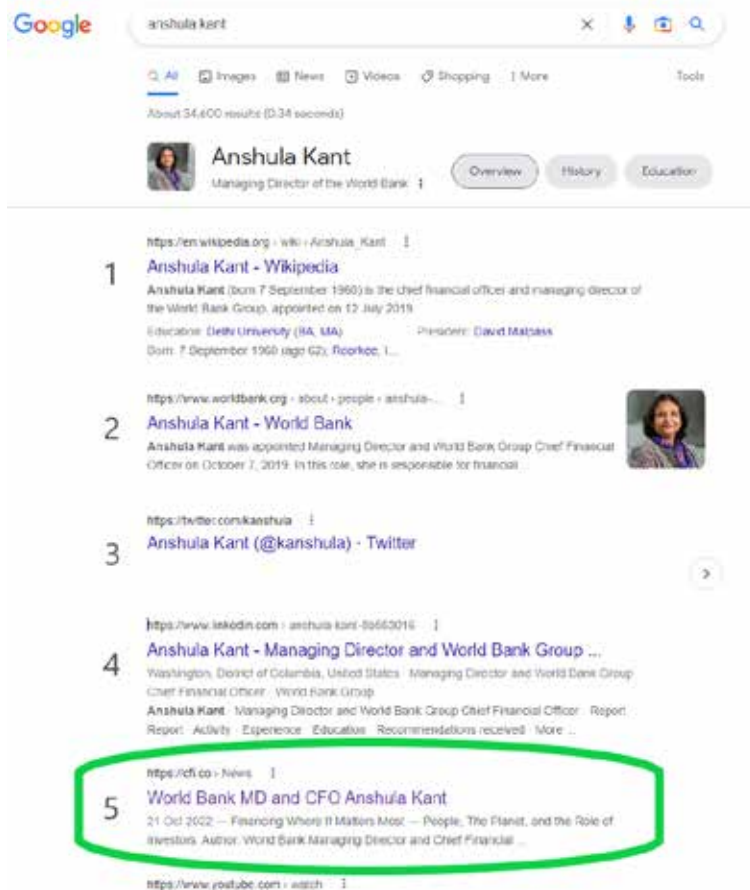 Google anshula kant
All Images News Videos Shopping More Tools
About 34,600 results (0.34 seconds)
Anshula Kant
Managing Director of the World Bank
Overview History Education
https://en.wikipedia.org › wiki › Anshula_Kant
1 Anshula Kant - Wikipedia
Anshula Kant (born 7 September 1960) is the chief financial officer and managing director of
the World Bank Group, appointed on 12 July 2019
Education: Delhi University (BA, MA) President: David Malpass
Born: 7 September 1960 (age 62), Roorkee, I...
https://www.worldbank.org › about › people › anshula-...
2 Anshula Kant - World Bank
Anshula Kant was appointed Managing Director and World Bank Group Chief Financial
Officer on October 7, 2019. In this role, she is responsible for financial
https://twitter.com/kanshula
3 Anshula Kant (@kanshula) - Twitter
https://www.linkedin.com › anshula-kant-
4 Anshula Kant - Managing Director and World Bank Group ...
Washington, District of Columbia, United States · Managing Director and World Bank Group
Chief Financial Officer · World Bank Group
Anshula Kant · Managing Director and World Bank Group Chief Financial Officer · Report
Report · Activity · Experience · Education · Recommendations received · More ...
https://cfi.co › News
5 World Bank MD and CFO Anshula Kant
21 Oct 2022 — Financing Where It Matters Most — People, The Planet, and the Role of
Investors. Author: World Bank Managing Director and Chief Financial ...
https://www.youtube.com › watch